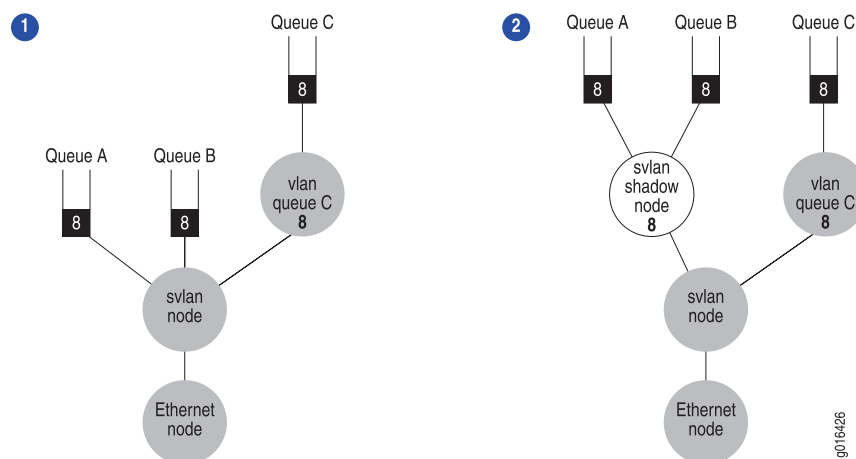 1
Queue C
8
Queue A
Queue B
vlan
queue C
8
8
8
svlan
node
Ethernet
node
2
Queue A
Queue B
Queue C
8
8
8
svlan
shadow
node
8
vlan
queue C
8
svlan
node
Ethernet
node
g016426